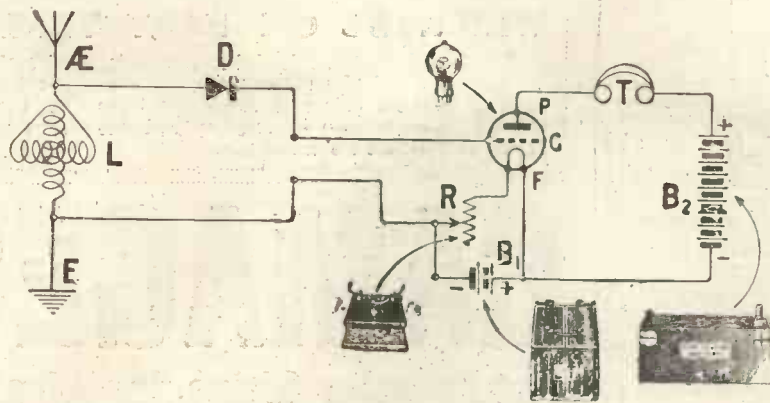 Æ
D
L
E
P
G
F
T
R
B₁
- +
+
B₂
-